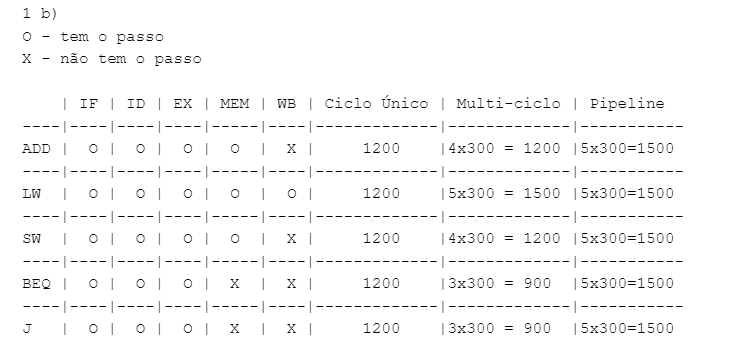 1 b)
O - tem o passo
X - não tem o passo
    | IF | ID | EX | MEM | WB | Ciclo Único | Multi-ciclo | Pipeline
----|----|----|----|-----|----|-------------|-------------|-----------
ADD |  O |  O |  O |  O  |  X |     1200    |4x300 = 1200 |5x300=1500
----|----|----|----|-----|----|-------------|-------------|-----------
LW  |  O |  O |  O |  O  |  O |     1200    |5x300 = 1500 |5x300=1500
----|----|----|----|-----|----|-------------|-------------|-----------
SW  |  O |  O |  O |  O  |  X |     1200    |4x300 = 1200 |5x300=1500
----|----|----|----|-----|----|-------------|-------------|-----------
BEQ |  O |  O |  O |  X  |  X |     1200    |3x300 = 900  |5x300=1500
----|----|----|----|-----|----|-------------|-------------|-----------
J   |  O |  O |  O |  X  |  X |     1200    |3x300 = 900  |5x300=1500